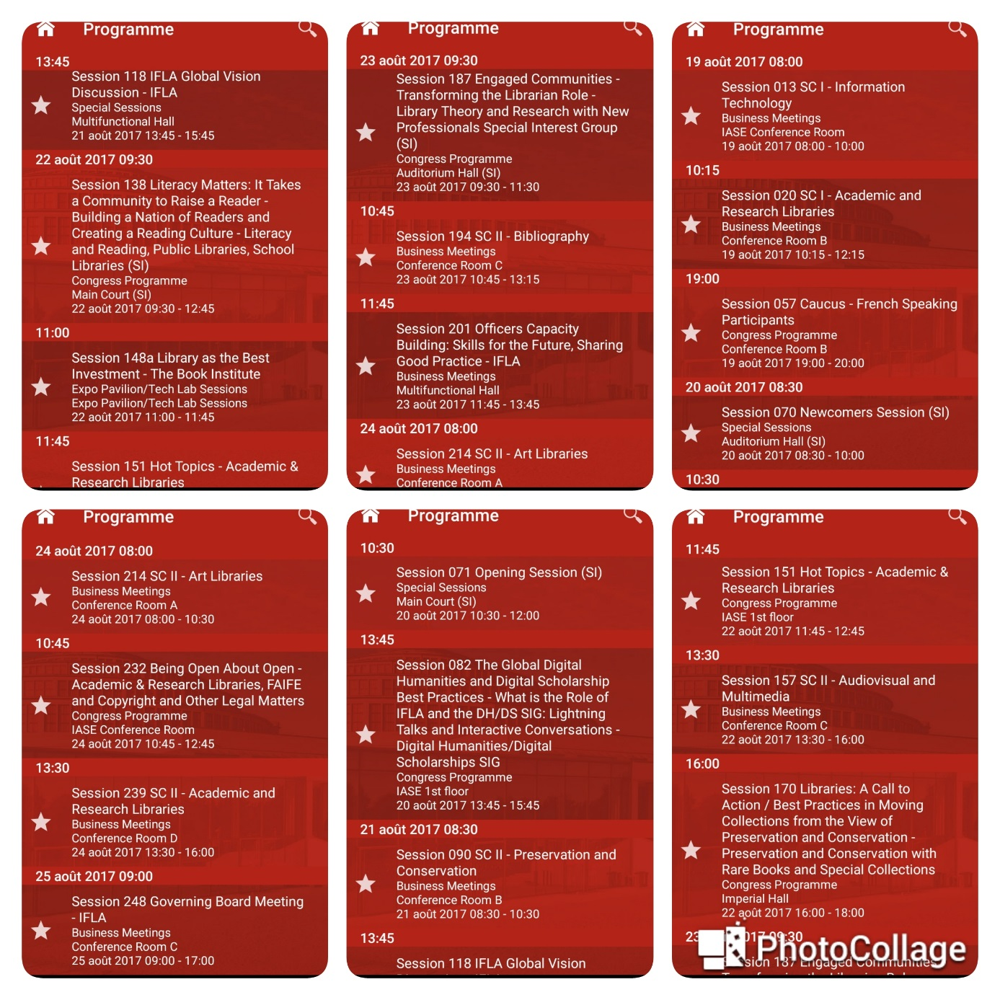 Programme
13:45
Session 118 IFLA Global Vision
Discussion - IFLA
Special Sessions
Multifunctional Hall
21 août 2017 13:45 - 15:45
22 août 2017 09:30
Session 138 Literacy Matters: It Takes
a Community to Raise a Reader -
Building a Nation of Readers and
Creating a Reading Culture - Literacy
and Reading, Public Libraries, School
Libraries (SI)
Congress Programme
Main Court (SI)
22 août 2017 09:30 - 12:45
11:00
Session 148a Library as the Best
Investment - The Book Institute
Expo Pavilion/Tech Lab Sessions
Expo Pavilion/Tech Lab Sessions
22 août 2017 11:00 - 11:45
11:45
Session 151 Hot Topics - Academic &
Research Libraries
Programme
23 août 2017 09:30
Session 187 Engaged Communities -
Transforming the Librarian Role -
Library Theory and Research with New
Professionals Special Interest Group
(SI)
Congress Programme
Auditorium Hall (SI)
23 août 2017 09:30 - 11:30
10:45
Session 194 SC II - Bibliography
Business Meetings
Conference Room C
23 août 2017 10:45 - 13:15
11:45
Session 201 Officers Capacity
Building: Skills for the Future, Sharing
Good Practice - IFLA
Business Meetings
Multifunctional Hall
23 août 2017 11:45 - 13:45
24 août 2017 08:00
Session 214 SC II - Art Libraries
Business Meetings
Conference Room A
Programme
19 août 2017 08:00
Session 013 SC I - Information
Technology
Business Meetings
IASE Conference Room
19 août 2017 08:00 - 10:00
10:15
Session 020 SC I - Academic and
Research Libraries
Business Meetings
Conference Room B
19 août 2017 10:15 - 12:15
19:00
Session 057 Caucus - French Speaking
Participants
Congress Programme
Conference Room B
19 août 2017 19:00 - 20:00
20 août 2017 08:30
Session 070 Newcomers Session (SI)
Special Sessions
Auditorium Hall (SI)
20 août 2017 08:30 - 10:00
10:30
Programme
24 août 2017 08:00
Session 214 SC II - Art Libraries
Business Meetings
Conference Room A
24 août 2017 08:00 - 10:30
10:45
Session 232 Being Open About Open -
Academic & Research Libraries, FAIFE
and Copyright and Other Legal Matters
Congress Programme
IASE Conference Room
24 août 2017 10:45 - 12:45
13:30
Session 239 SC II - Academic and
Research Libraries
Business Meetings
Conference Room D
24 août 2017 13:30 - 16:00
25 août 2017 09:00
Session 248 Governing Board Meeting
- IFLA
Business Meetings
Conference Room C
25 août 2017 09:00 - 17:00
Programme
10:30
Session 071 Opening Session (SI)
Special Sessions
Main Court (SI)
20 août 2017 10:30 - 12:00
13:45
Session 082 The Global Digital
Humanities and Digital Scholarship
Best Practices - What is the Role of
IFLA and the DH/DS SIG: Lightning
Talks and Interactive Conversations -
Digital Humanities/Digital
Scholarships SIG
Congress Programme
IASE 1st floor
20 août 2017 13:45 - 15:45
21 août 2017 08:30
Session 090 SC II - Preservation and
Conservation
Business Meetings
Conference Room B
21 août 2017 08:30 - 10:30
13:45
Session 118 IFLA Global Vision
Programme
11:45
Session 151 Hot Topics - Academic &
Research Libraries
Congress Programme
IASE 1st floor
22 août 2017 11:45 - 12:45
13:30
Session 157 SC II - Audiovisual and
Multimedia
Business Meetings
Conference Room C
22 août 2017 13:30 - 16:00
16:00
Session 170 Libraries: A Call to
Action / Best Practices in Moving
Collections from the View of
Preservation and Conservation -
Preservation and Conservation with
Rare Books and Special Collections
Congress Programme
Imperial Hall
22 août 2017 16:00 - 18:00
09:30
PhotoCollage
187 Engaged Communities